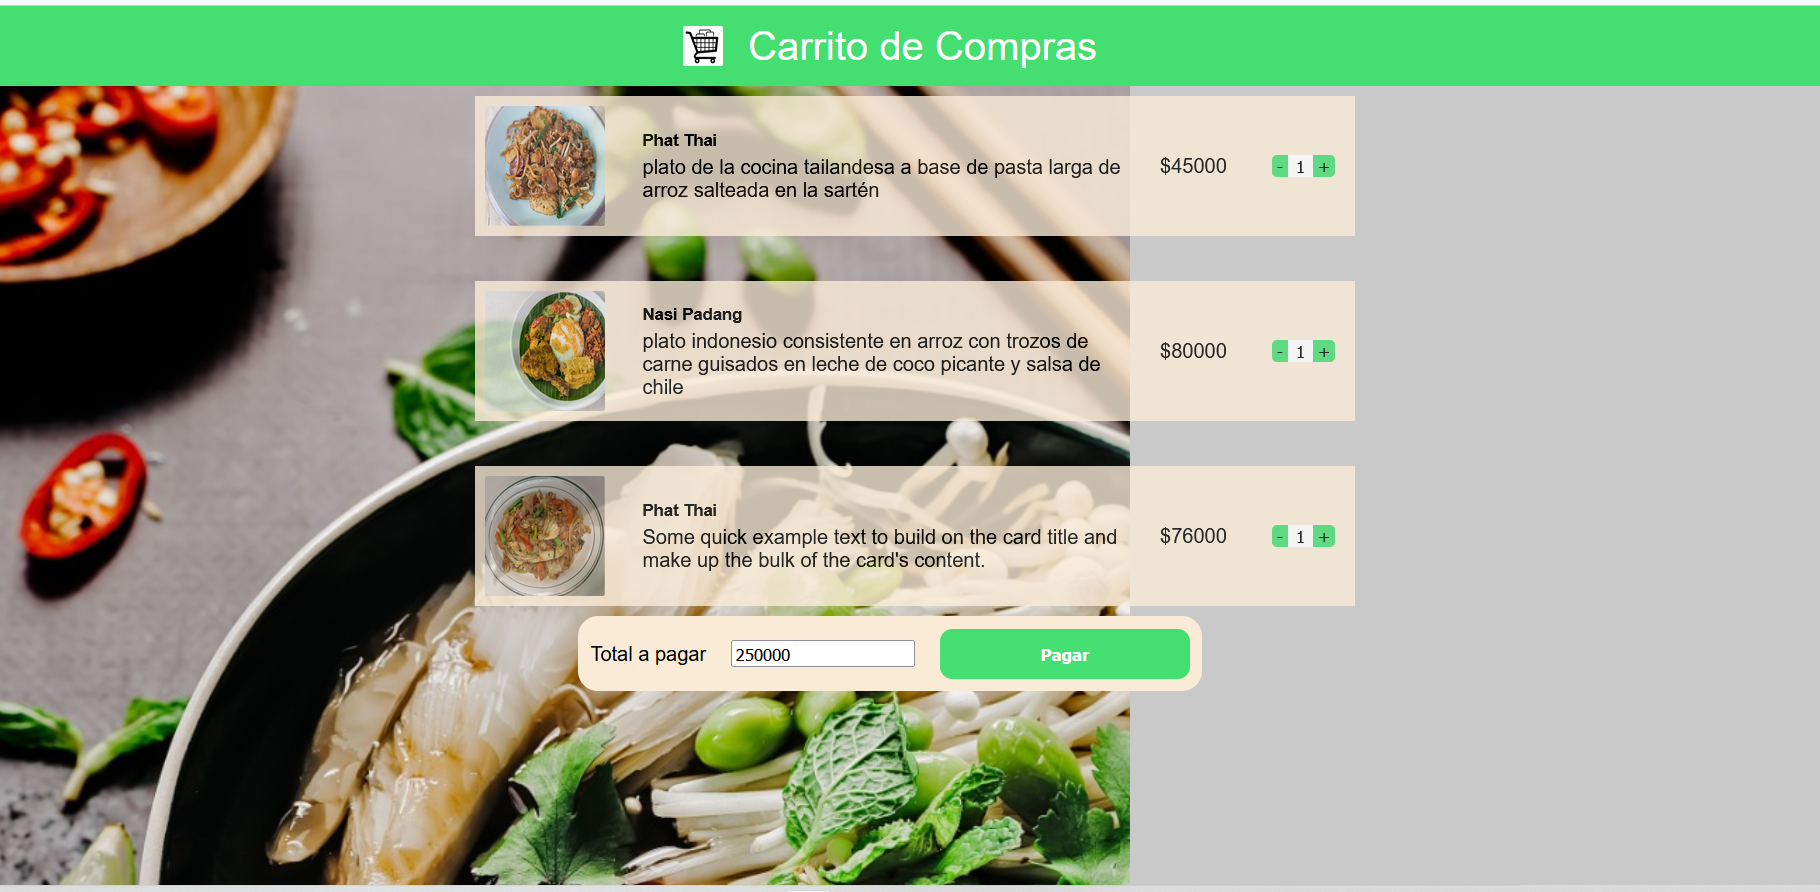 Carrito de Compras
Phat Thai
plato de la cocina tailandesa a base de pasta larga de
arroz salteada en la sartén
$45000
- 1 +
Nasi Padang
plato indonesio consistente en arroz con trozos de
carne guisados en leche de coco picante y salsa de
chile
$80000
- 1 +
Phat Thai
Some quick example text to build on the card title and
make up the bulk of the card's content.
$76000
- 1 +
Total a pagar 250000 Pagar